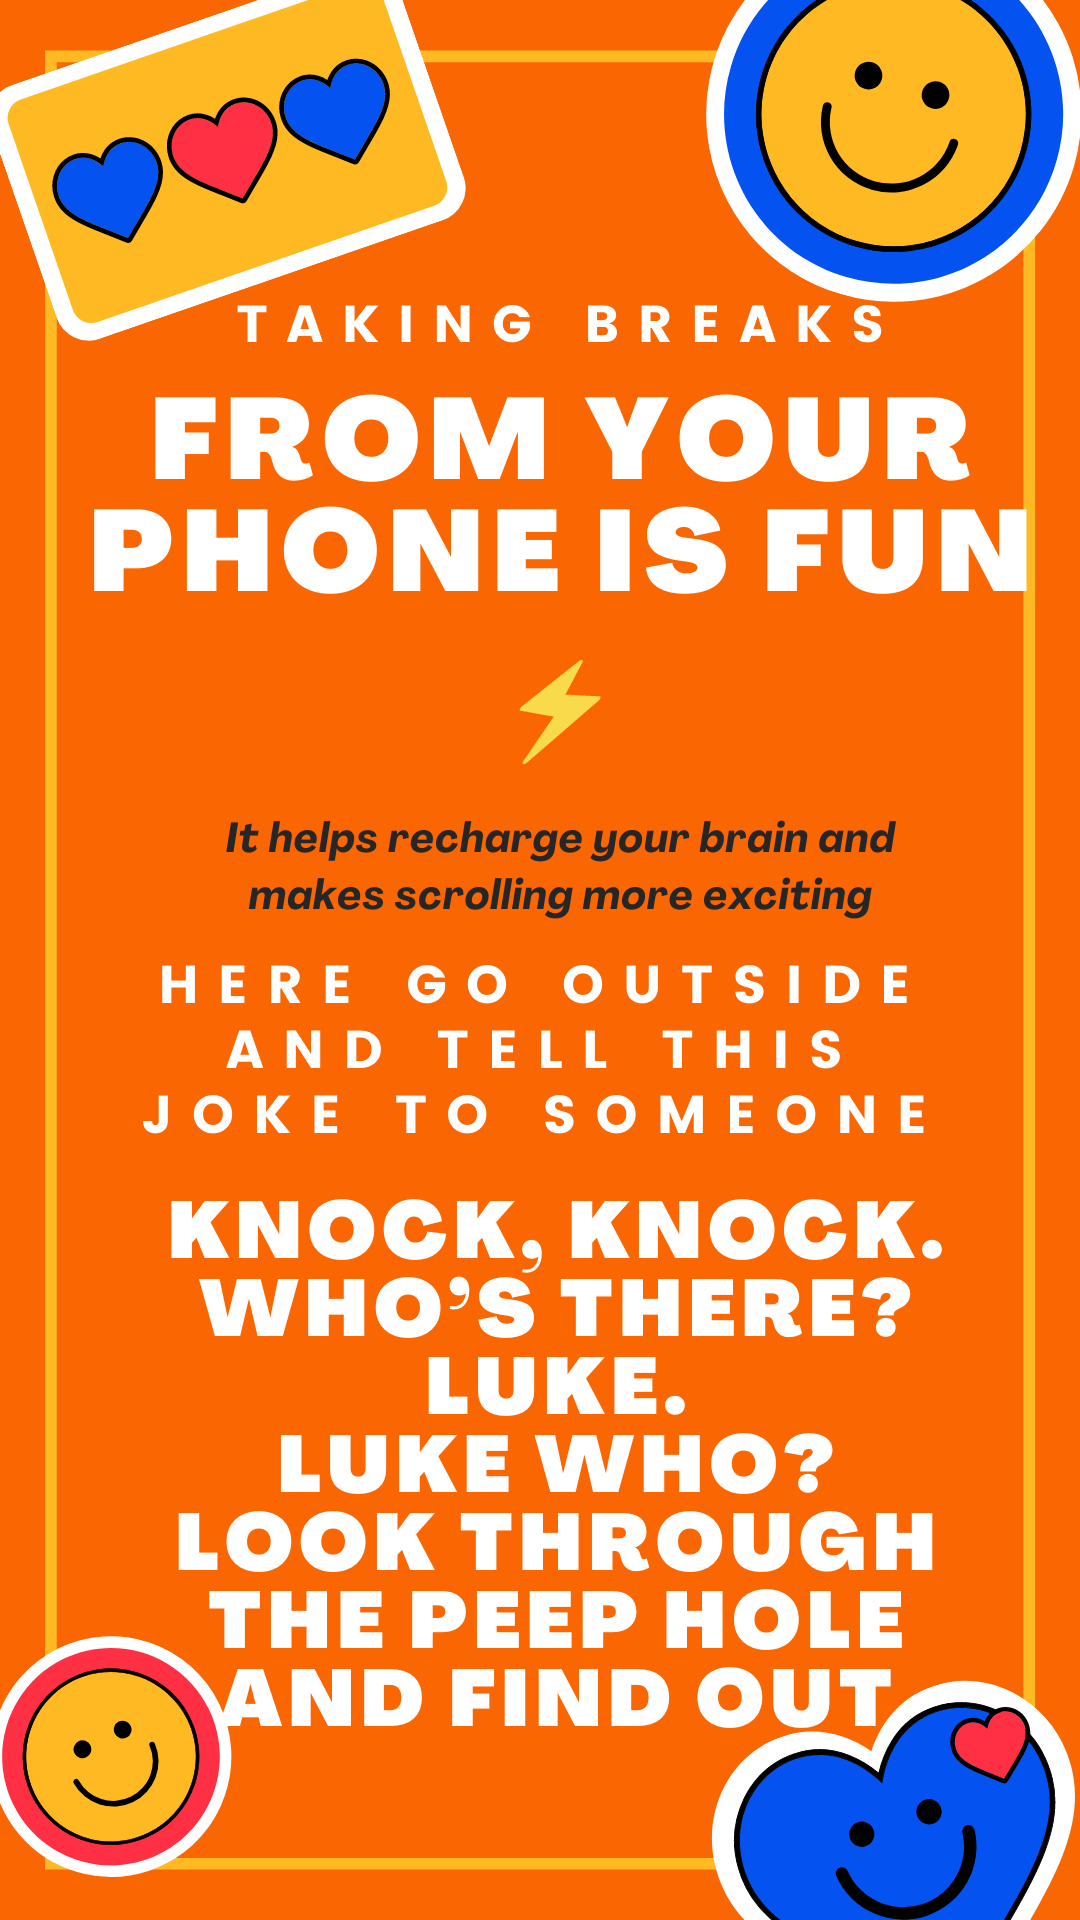 TAKING BREAKS
FROM YOUR
PHONE IS FUN
It helps recharge your brain and
makes scrolling more exciting
HERE GO OUTSIDE
AND TELL THIS
JOKE TO SOMEONE
KNOCK, KNOCK.
WHO'S THERE?
LUKE.
LUKE WHO?
LOOK THROUGH
THE PEEP HOLE
AND FIND OUT